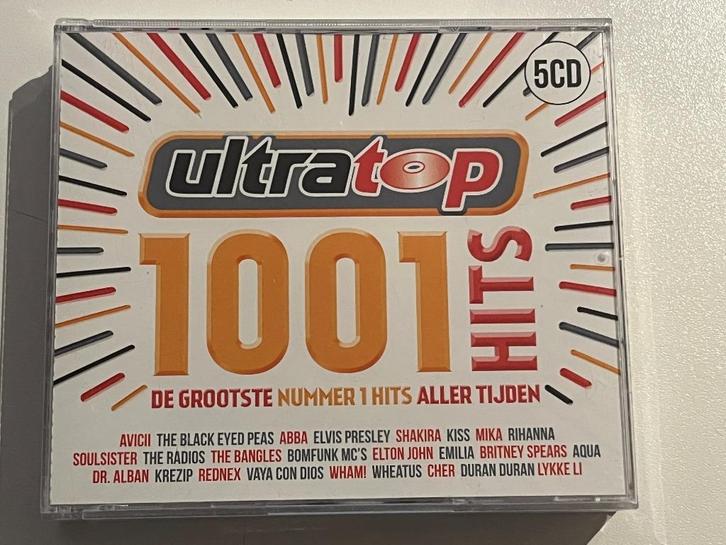 5CD
ultratop
1001 HITS
DE GROOTSTE NUMMER 1 HITS ALLER TIJDEN
AVICII THE BLACK EYED PEAS ABBA ELVIS PRESLEY SHAKIRA KISS MIKA RIHANNA
SOULSISTER THE RADIOS THE BANGLES BOMFUNK MC'S ELTON JOHN EMILIA BRITNEY SPEARS AQUA
DR. ALBAN KREZIP REDNEX VAYA CON DIOS WHAM! WHEATUS CHER DURAN DURAN LYKKE LI